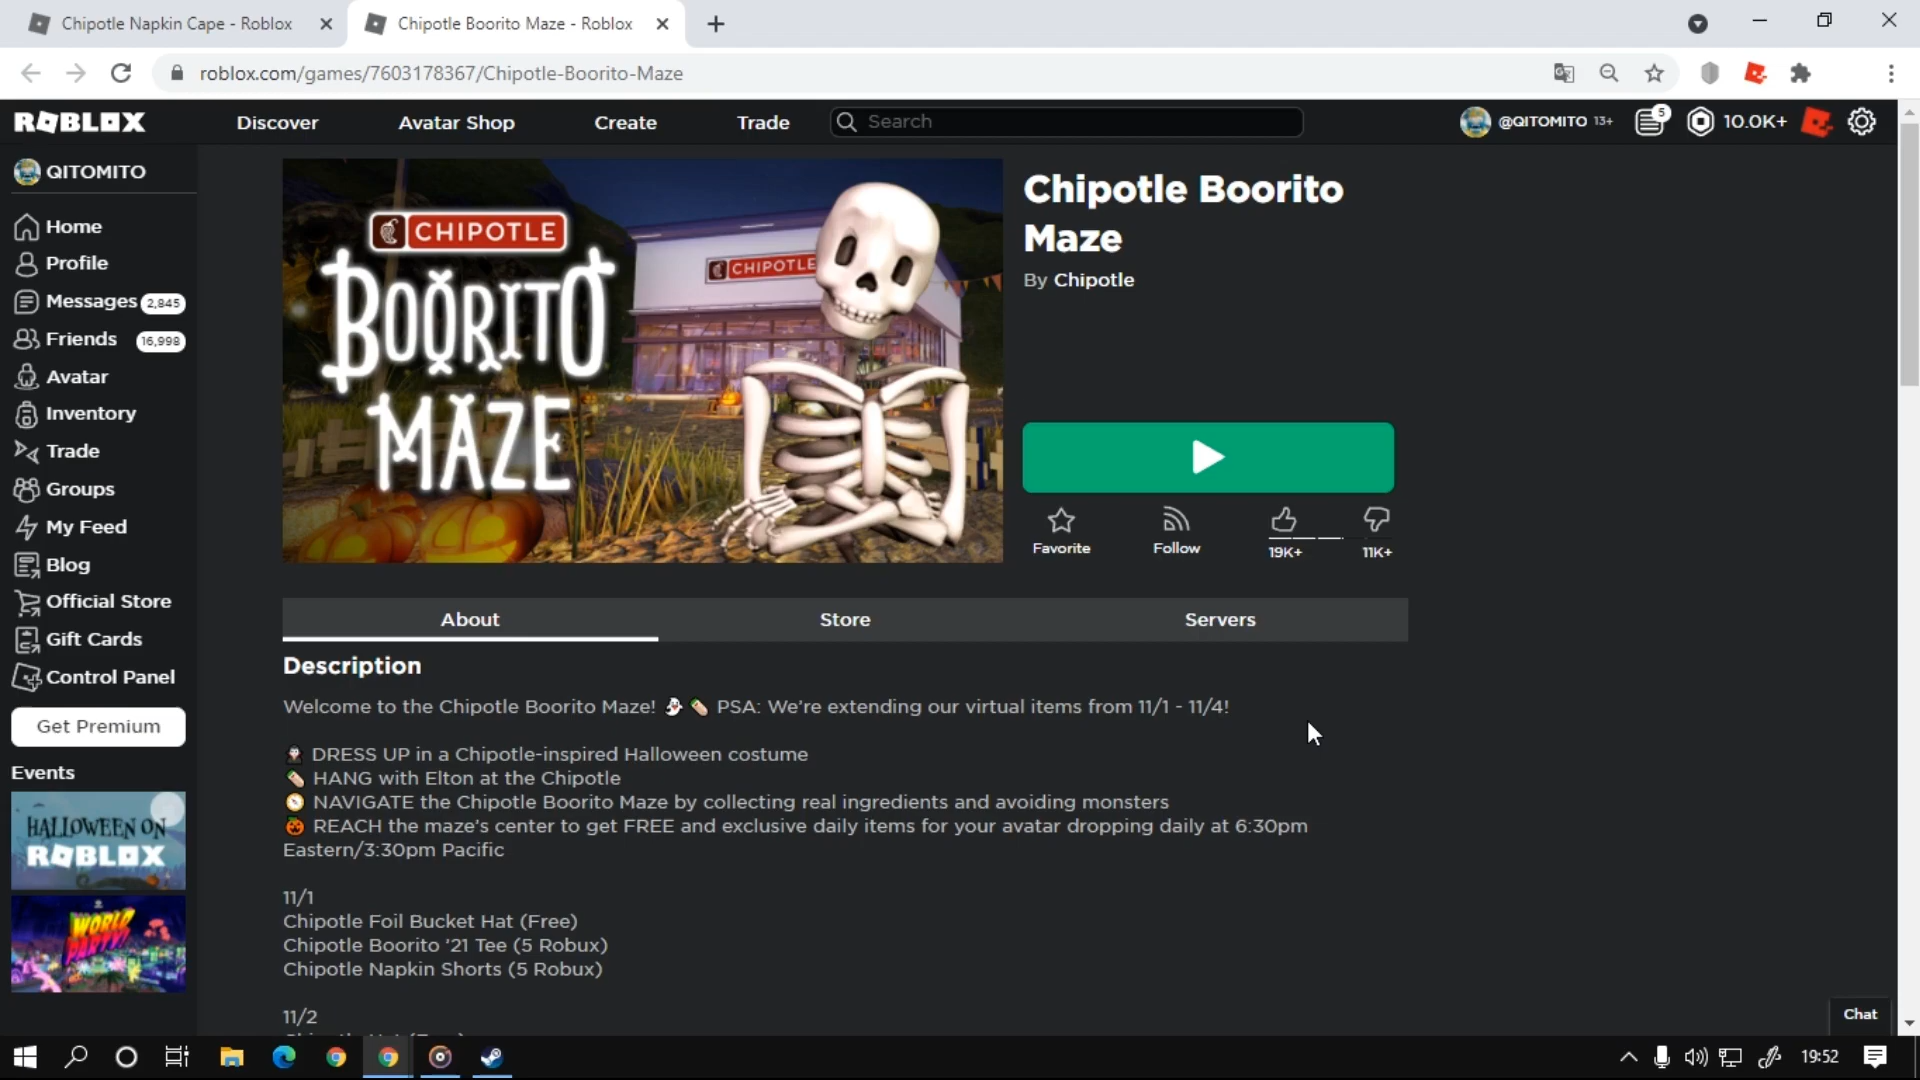 Chipotle Napkin Cape - Roblox
Chipotle Boorito Maze - Roblox
roblox.com/games/7603178367/Chipotle-Boorito-Maze
ROBLOX
Discover
Avatar Shop
Create
Trade
Search
@QITOMITO 13+
5
10.0K+
QITOMITO
Home
Profile
Messages 2,845
Friends 16,998
Avatar
Inventory
Trade
Groups
My Feed
Blog
Official Store
Gift Cards
Control Panel
Get Premium
Events
HALLOWEEN ON
ROBLOX
WORLD
PARTY!
CHIPOTLE
BOORITO
MAZE
CHIPOTLE
Chipotle Boorito
Maze
By Chipotle
Favorite
Follow
19K+
11K+
About
Store
Servers
Description
Welcome to the Chipotle Boorito Maze! 👻 🌯 PSA: We're extending our virtual items from 11/1 - 11/4!
DRESS UP in a Chipotle-inspired Halloween costume
HANG with Elton at the Chipotle
NAVIGATE the Chipotle Boorito Maze by collecting real ingredients and avoiding monsters
REACH the maze's center to get FREE and exclusive daily items for your avatar dropping daily at 6:30pm
Eastern/3:30pm Pacific
11/1
Chipotle Foil Bucket Hat (Free)
Chipotle Boorito '21 Tee (5 Robux)
Chipotle Napkin Shorts (5 Robux)
11/2
Chat
19:52